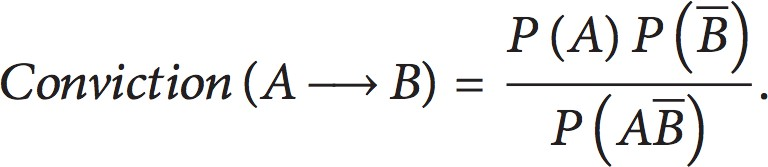 Conviction (A ⟶ B) = P (A) P (B̅) / P (AB̅) .